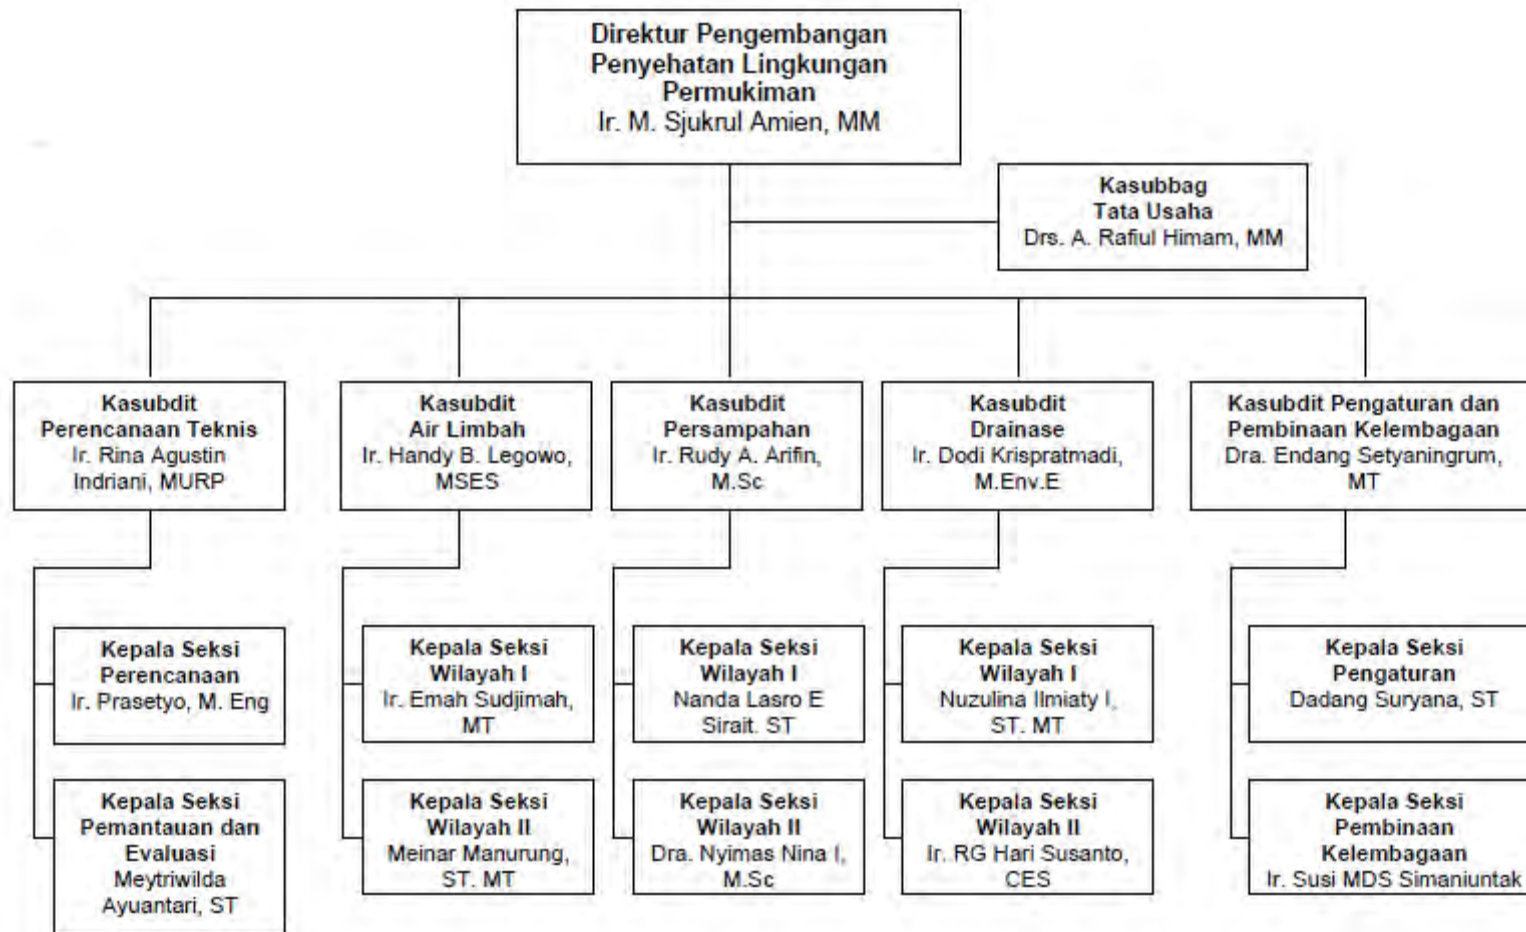 Direktur Pengembangan
Penyehatan Lingkungan
Permukiman
Ir. M. Sjukrul Amien, MM
Kasubbag
Tata Usaha
Drs. A. Rafiul Himam, MM
Kasubdit
Perencanaan Teknis
Ir. Rina Agustin
Indriani, MURP
Kasubdit
Air Limbah
Ir. Handy B. Legowo,
MSES
Kasubdit
Persampahan
Ir. Rudy A. Arifin,
M.Sc
Kasubdit
Drainase
Ir. Dodi Krispratmadi,
M.Env.E
Kasubdit Pengaturan dan
Pembinaan Kelembagaan
Dra. Endang Setyaningrum,
MT
Kepala Seksi
Perencanaan
Ir. Prasetyo, M. Eng
Kepala Seksi
Wilayah I
Ir. Emah Sudjimah,
MT
Kepala Seksi
Wilayah I
Nanda Lasro E
Sirait. ST
Kepala Seksi
Wilayah I
Nuzulina Ilmiaty I,
ST. MT
Kepala Seksi
Pengaturan
Dadang Suryana, ST
Kepala Seksi
Pemantauan dan
Evaluasi
Meytriwilda
Ayuantari, ST
Kepala Seksi
Wilayah II
Meinar Manurung,
ST. MT
Kepala Seksi
Wilayah II
Dra. Nyimas Nina I,
M.Sc
Kepala Seksi
Wilayah II
Ir. RG Hari Susanto,
CES
Kepala Seksi
Pembinaan
Kelembagaan
Ir. Susi MDS Simaniuntak